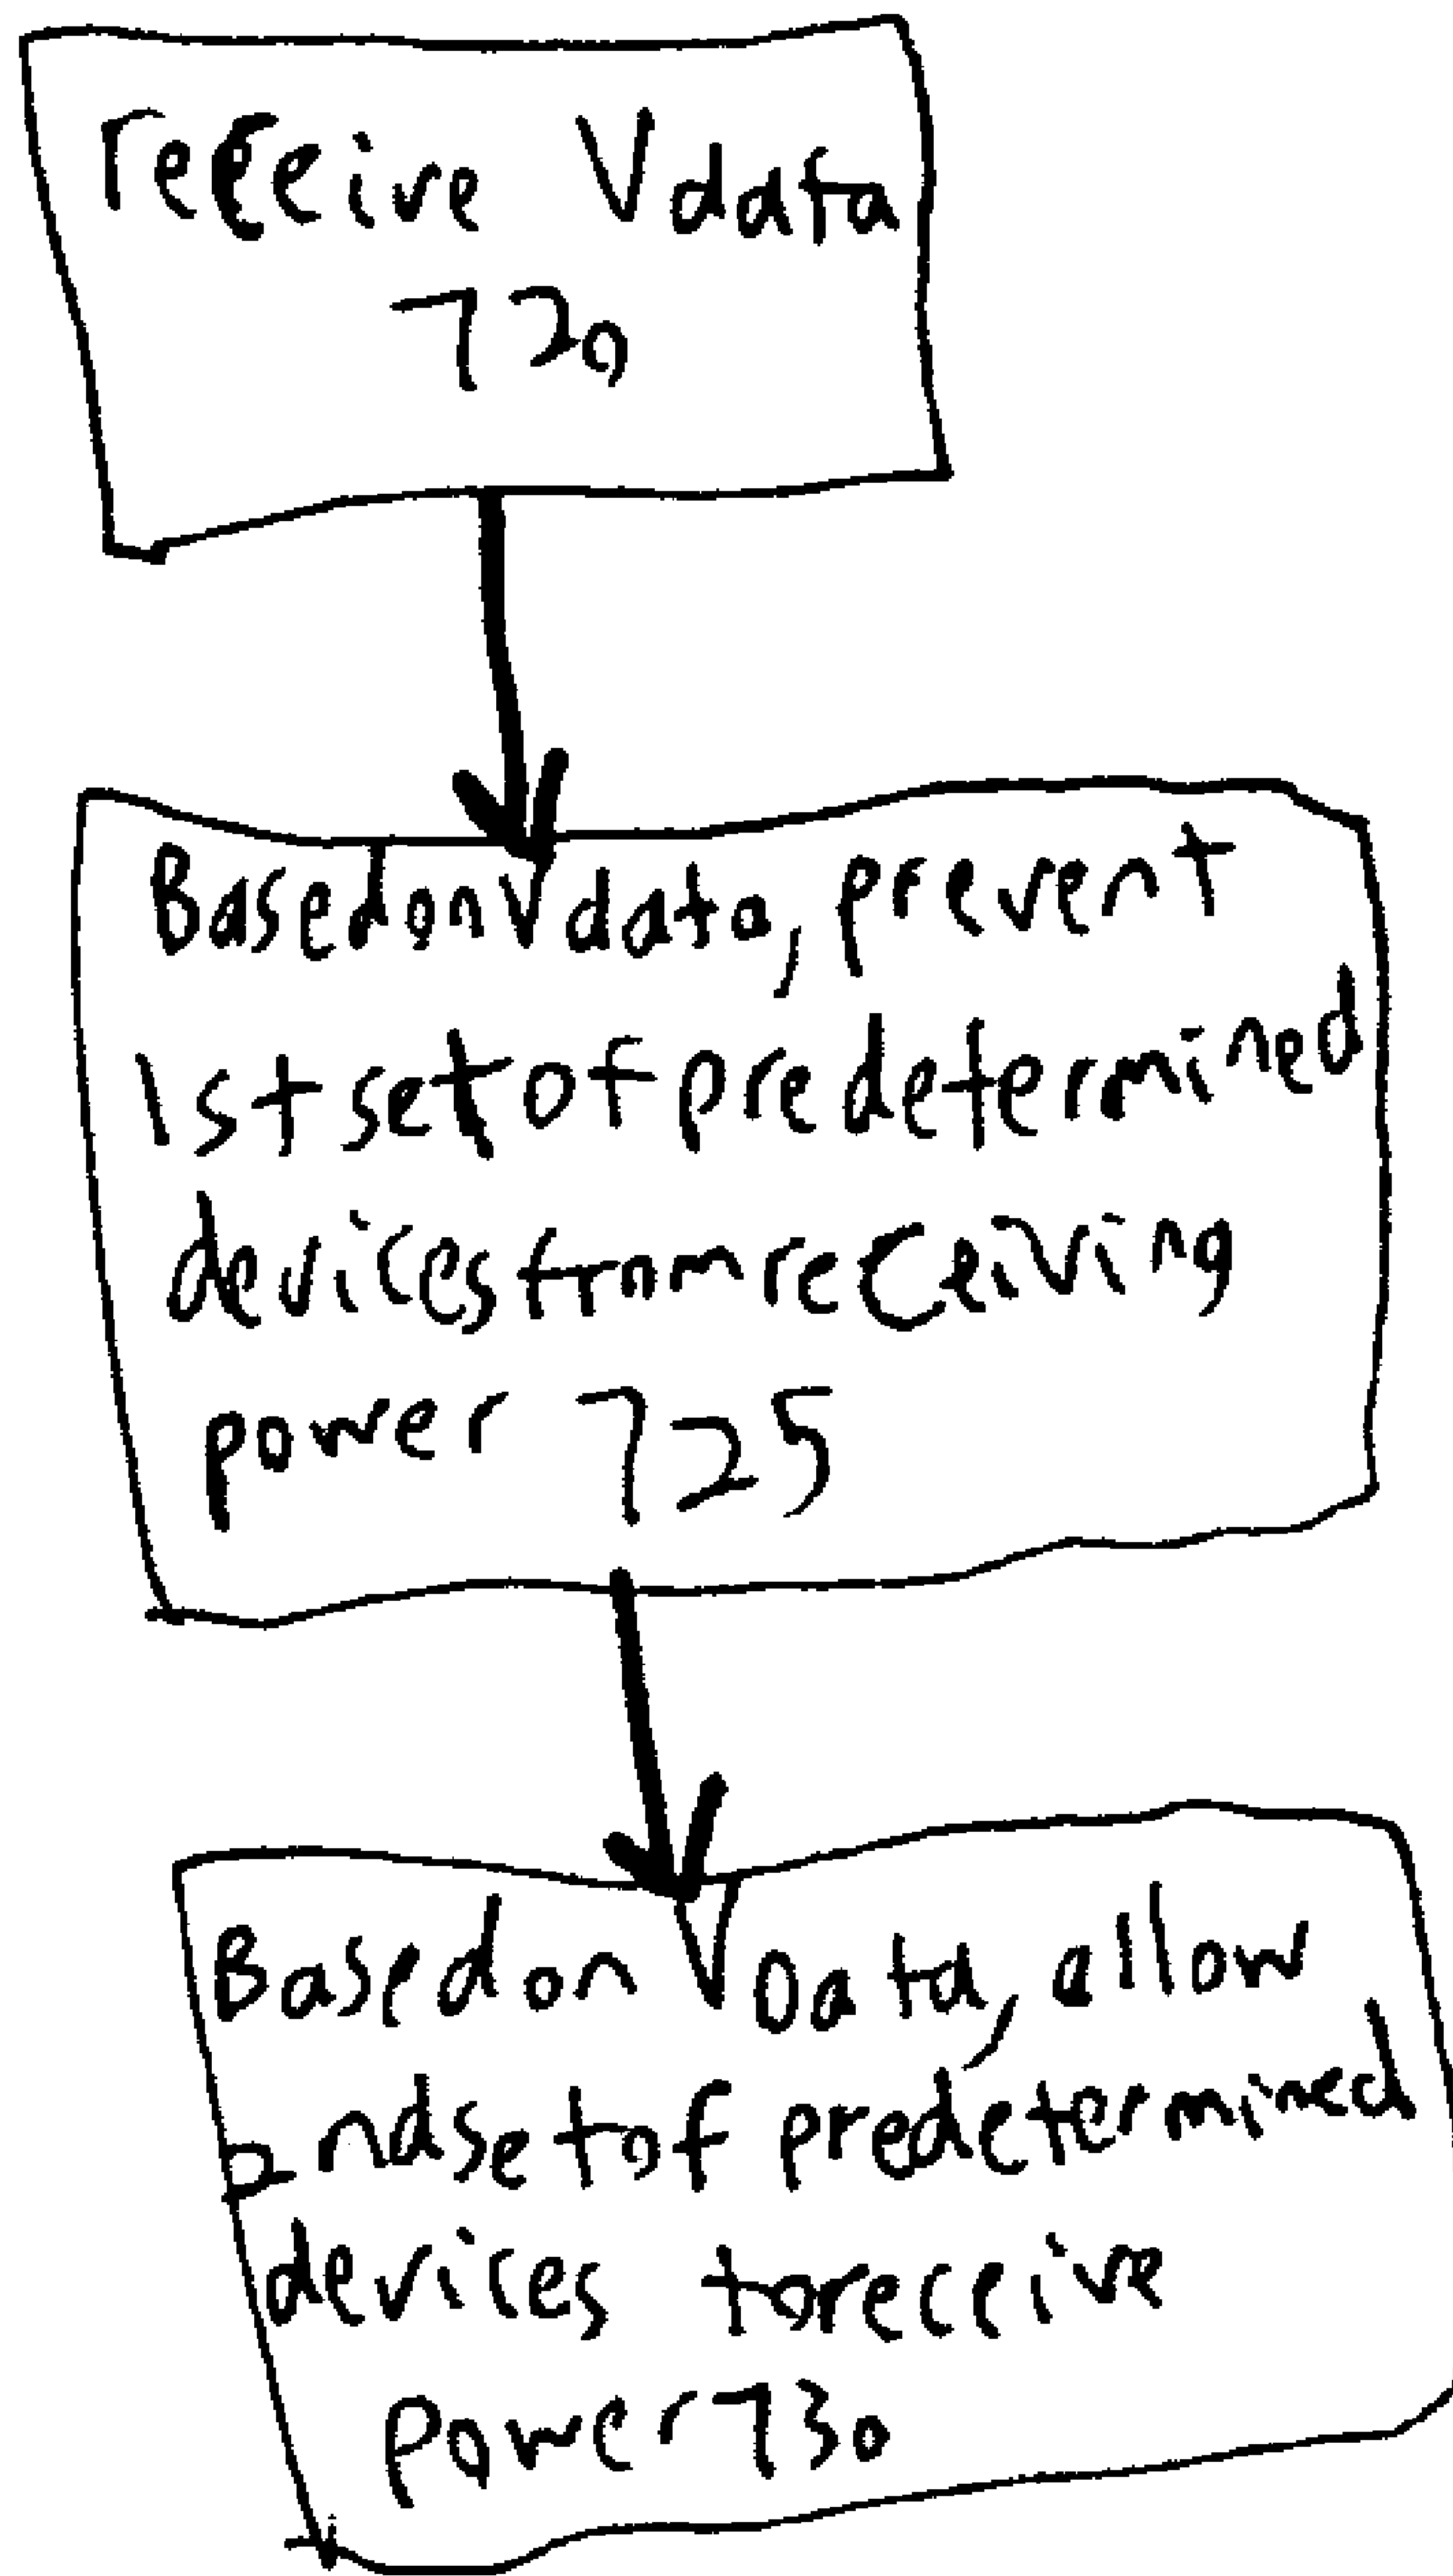 receive Vdata
720
Based on Vdata, prevent
1st set of predetermined
devices from receiving
power 725
Based on VData, allow
2nd set of predetermined
devices to receive
power 730